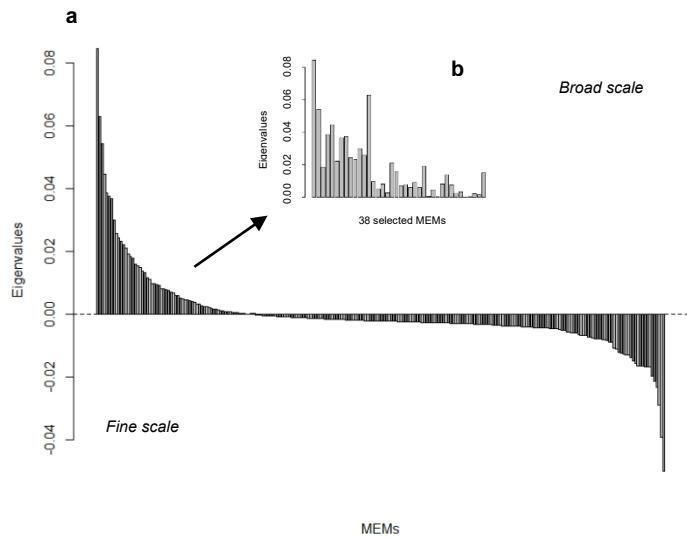 a
b
Broad scale
Eigenvalues
0.08
0.06
0.04
0.02
0.00
38 selected MEMs
Eigenvalues
0.08
0.06
0.04
0.02
0.00
-0.02
-0.04
Fine scale
MEMs